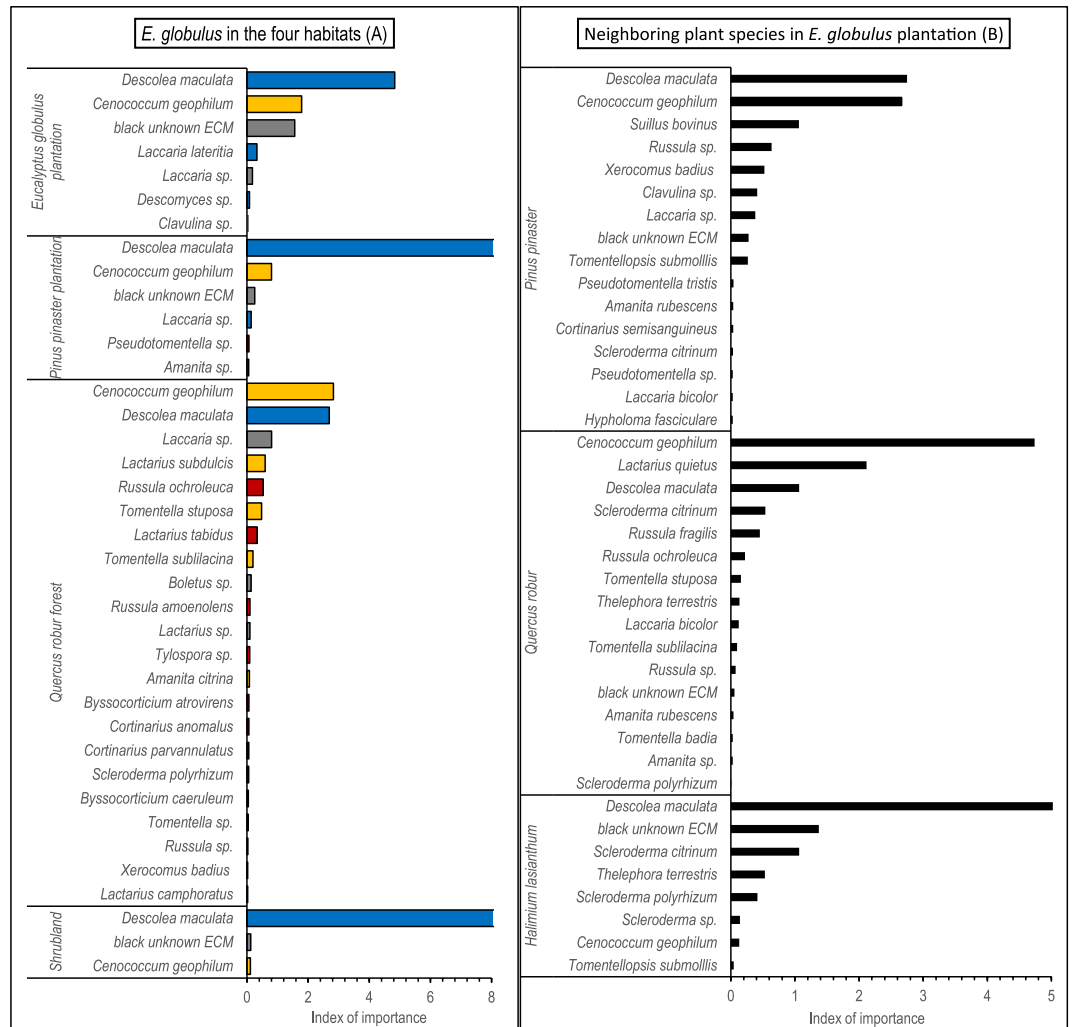 E. globulus in the four habitats (A)
Eucalyptus globulus
plantation
Descolea maculata
Cenococcum geophilum
black unknown ECM
Laccaria lateritia
Laccaria sp.
Descomyces sp.
Clavulina sp.
Pinus pinaster plantation
Descolea maculata
Cenococcum geophilum
black unknown ECM
Laccaria sp.
Pseudotomentella sp.
Amanita sp.
Quercus robur forest
Cenococcum geophilum
Descolea maculata
Laccaria sp.
Lactarius subdulcis
Russula ochroleuca
Tomentella stuposa
Lactarius tabidus
Tomentella sublilacina
Boletus sp.
Russula amoenolens
Lactarius sp.
Tylospora sp.
Amanita citrina
Byssocorticium atrovirens
Cortinarius anomalus
Cortinarius parvannulatus
Scleroderma polyrhizum
Byssocorticium caeruleum
Tomentella sp.
Russula sp.
Xerocomus badius
Lactarius camphoratus
Shrubland
Descolea maculata
black unknown ECM
Cenococcum geophilum
0 2 4 6 8
Index of importance
Neighboring plant species in E. globulus plantation (B)
Pinus pinaster
Descolea maculata
Cenococcum geophilum
Suillus bovinus
Russula sp.
Xerocomus badius
Clavulina sp.
Laccaria sp.
black unknown ECM
Tomentellopsis submolllis
Pseudotomentella tristis
Amanita rubescens
Cortinarius semisanguineus
Scleroderma citrinum
Pseudotomentella sp.
Laccaria bicolor
Hypholoma fasciculare
Quercus robur
Cenococcum geophilum
Lactarius quietus
Descolea maculata
Scleroderma citrinum
Russula fragilis
Russula ochroleuca
Tomentella stuposa
Thelephora terrestris
Laccaria bicolor
Tomentella sublilacina
Russula sp.
black unknown ECM
Amanita rubescens
Tomentella badia
Amanita sp.
Scleroderma polyrhizum
Halimium lasianthum
Descolea maculata
black unknown ECM
Scleroderma citrinum
Thelephora terrestris
Scleroderma polyrhizum
Scleroderma sp.
Cenococcum geophilum
Tomentellopsis submolllis
0 1 2 3 4 5
Index of importance